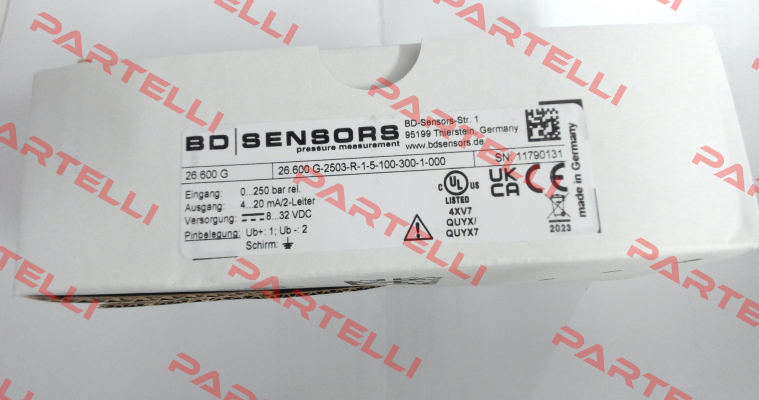 BD|SENSORS
pressure measurement
BD-Sensors-Str. 1
95199 Thierstein, Germany
www.bdsensors.de
26.600 G
26.600 G-2503-R-1-5-100-300-1-000
SN: 11790131
Eingang: 0...250 bar rel.
Ausgang: 4...20 mA/2-Leiter
Versorgung: 8...32 VDC
Pinbelegung: Ub+: 1; Ub -: 2
Schirm:
c UL US
LISTED
4XV7
QUYX/
QUYX7
UK
CA
CE
2023
made in Germany
PARTELLI
PARTELLI
PARTELLI
PARTELLI
PARTELLI
PARTELLI
PARTELLI
PARTELLI
PARTELLI